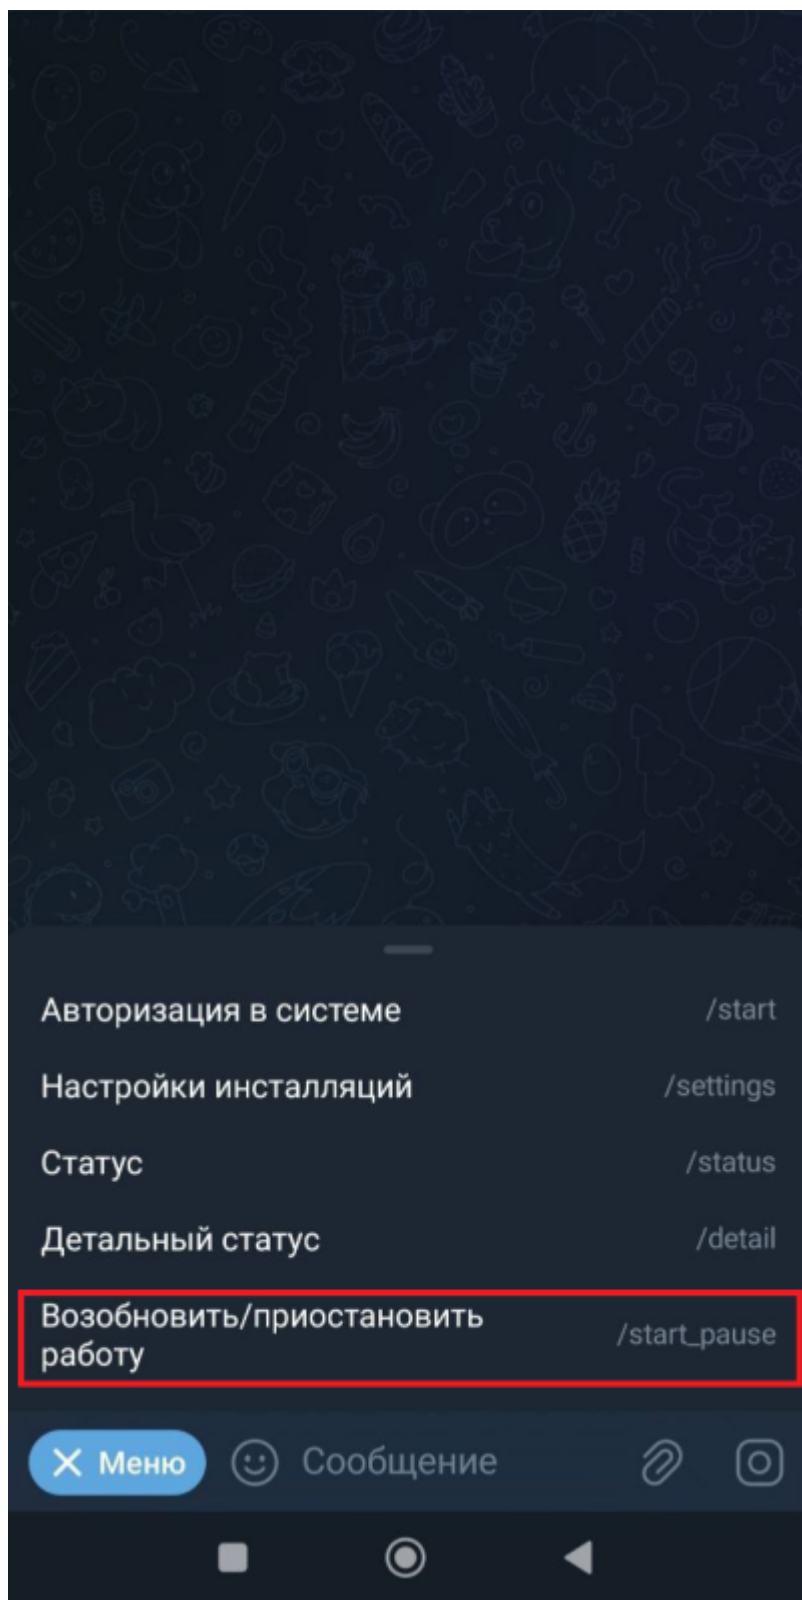 Авторизация в системе /start
Настройки инсталляций /settings
Статус /status
Детальный статус /detail
Возобновить/приостановить
работу /start_pause
Меню Сообщение